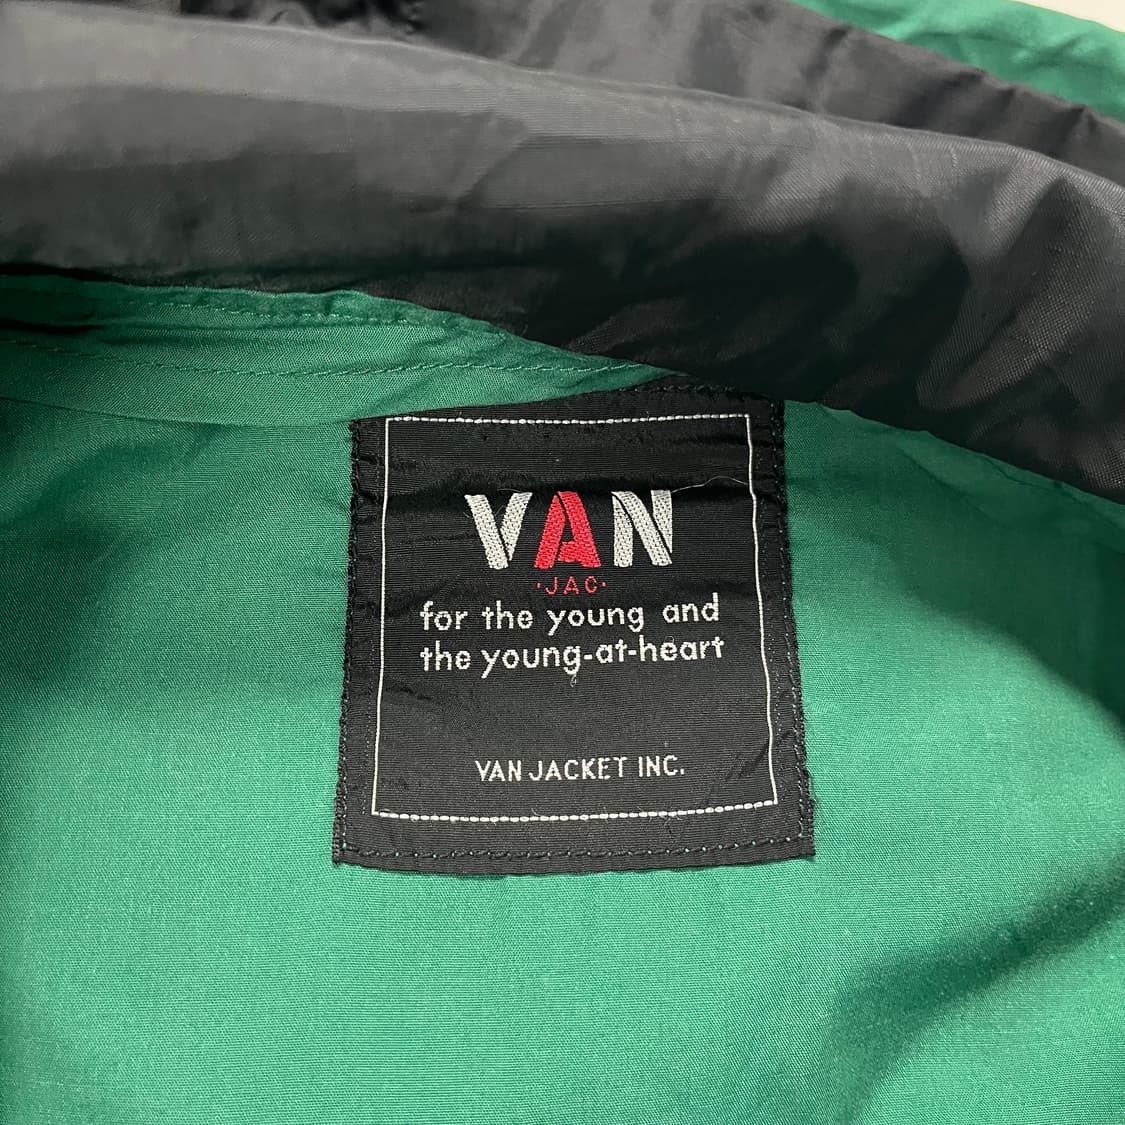 VAN
·JAC·
for the young and
the young-at-heart
VAN JACKET INC.